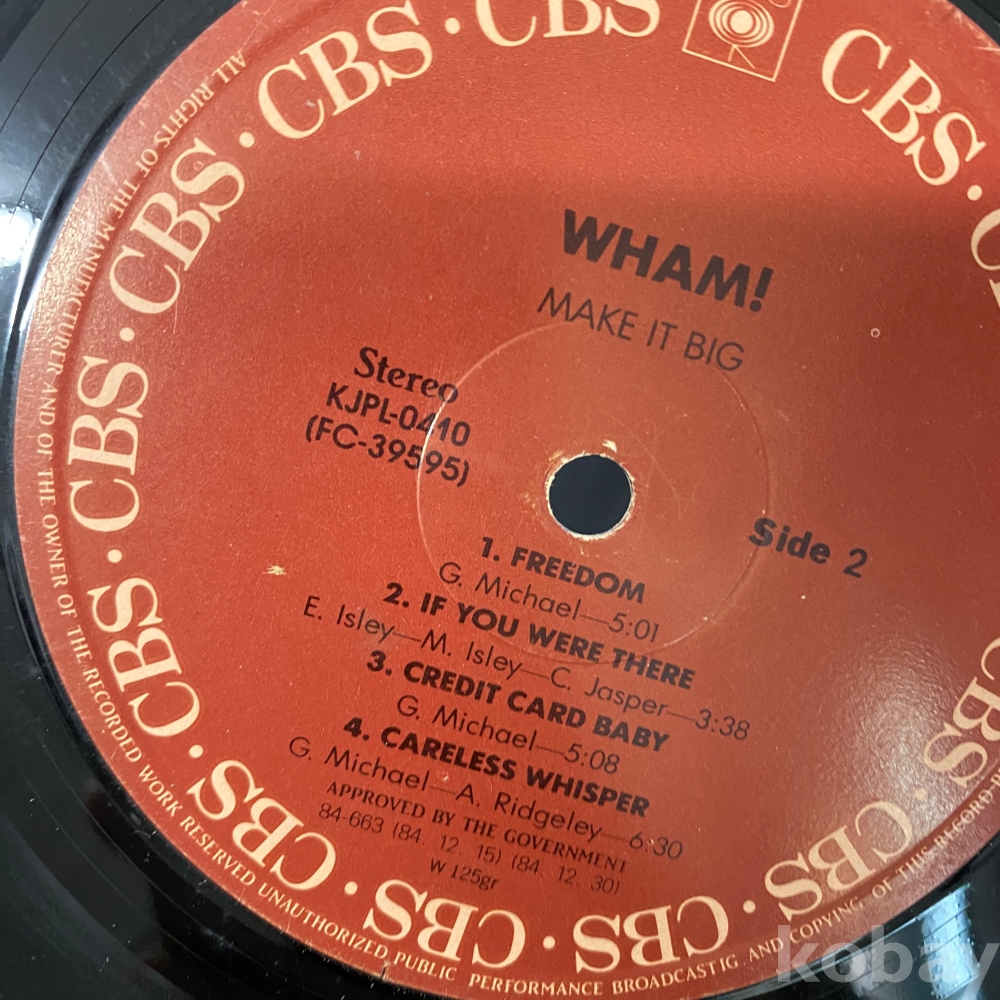 CBS · CBS · CBS · CBS · CBS · CBS · CBS · CBS · CBS · CBS · CBS
WHAM!
MAKE IT BIG
Stereo
KJPL-0410
(FC-39595)
Side 2
1. FREEDOM
G. Michael—5:01
2. IF YOU WERE THERE
E. Isley—M. Isley—C. Jasper—3:38
3. CREDIT CARD BABY
G. Michael—5:08
4. CARELESS WHISPER
G. Michael—A. Ridgeley—6:30
APPROVED BY THE GOVERNMENT
84-663 (84. 12. 15) (84. 12. 30)
W 125gr
ALL RIGHTS OF THE MANUFACTURER AND OF THE OWNER OF THE RECORDED WORK RESERVED UNAUTHORIZED PUBLIC PERFORMANCE BROADCASTIG AND COPYING OF THIS RECORD
kobay